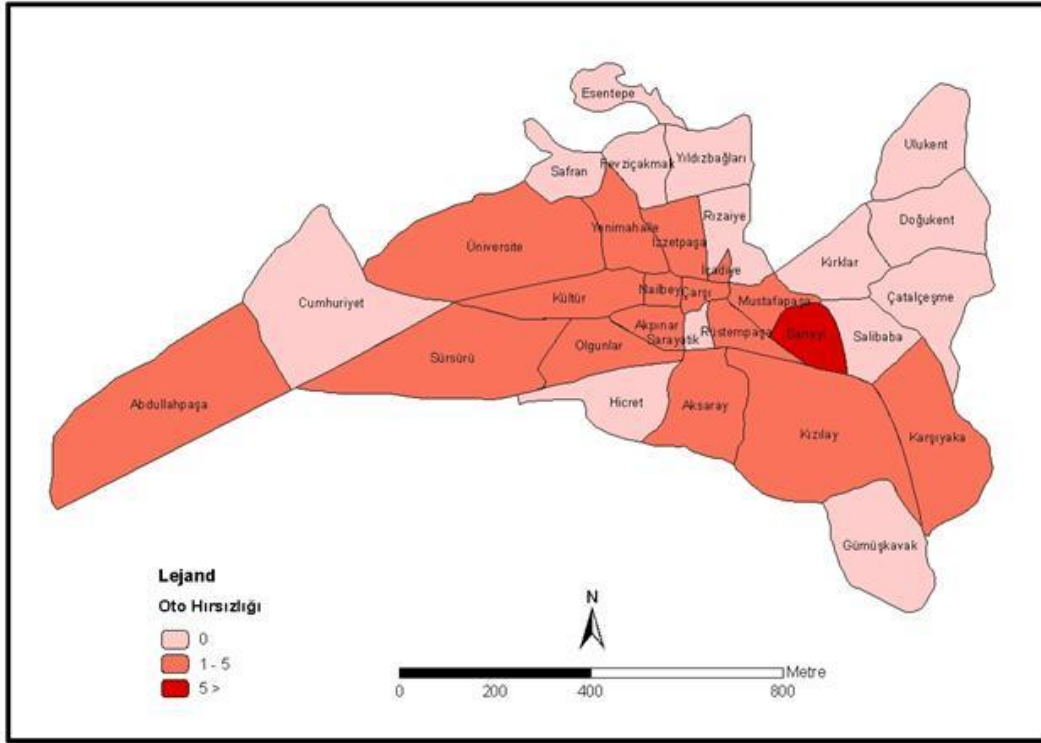 Esentepe
Ulukent
Fevziçakmak
Yıldızbağları
Safran
Rızaiye
Doğukent
Yenimahalle
Üniversite
İzzetpaşa
Kırklar
İcadiye
Cumhuriyet
Kültür
Nailbey
Çarşı
Mustafapaşa
Çatalçeşme
Akpınar
Rüstempaşa
Sanayi
Salibaba
Sarayatik
Olgunlar
Sürsürü
Abdullahpaşa
Hicret
Aksaray
Kızılay
Karşıyaka
Gümüşkavak
Lejand
Oto Hırsızlığı
0
1 - 5
5 >
N
Metre
0 200 400 800